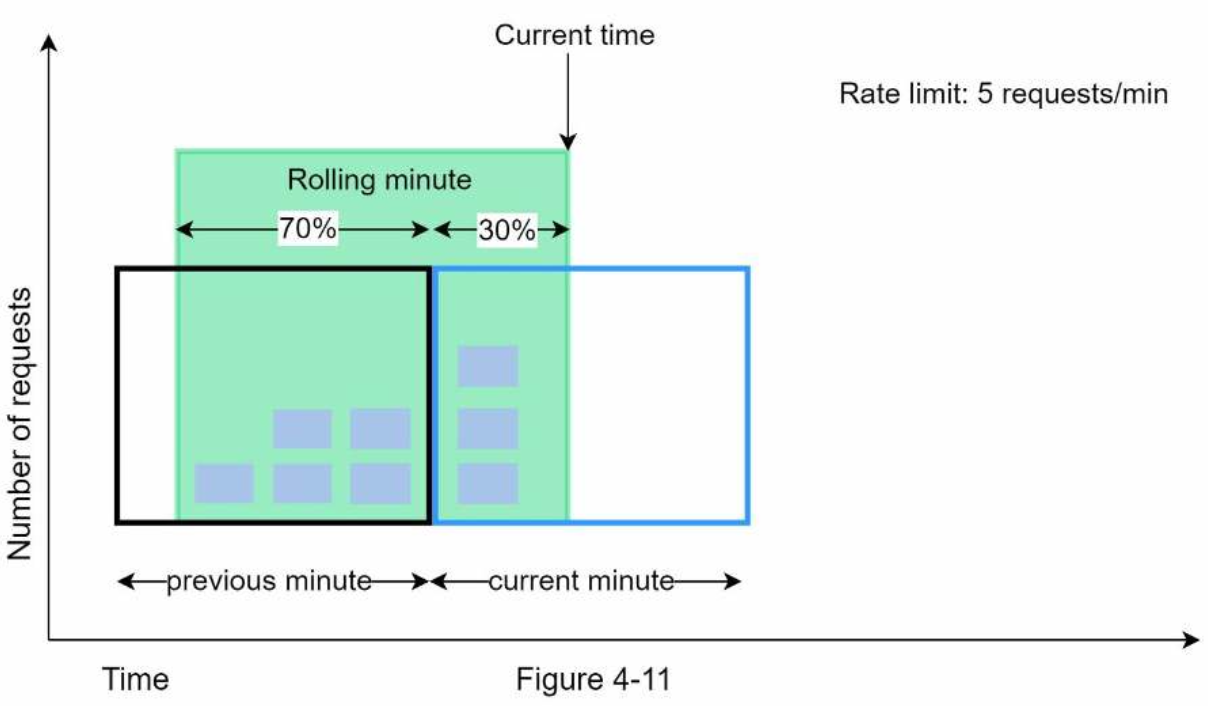 Current time
Rate limit: 5 requests/min
Rolling minute
70%
30%
Number of requests
previous minute
current minute
Time
Figure 4-11